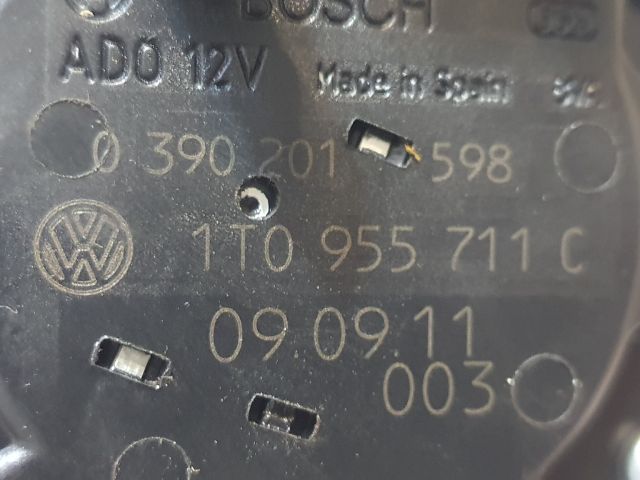 BOSCH
AD0 12V Made in Spain
0 390 201 598
1T0 955 711 C
09.09.11
003